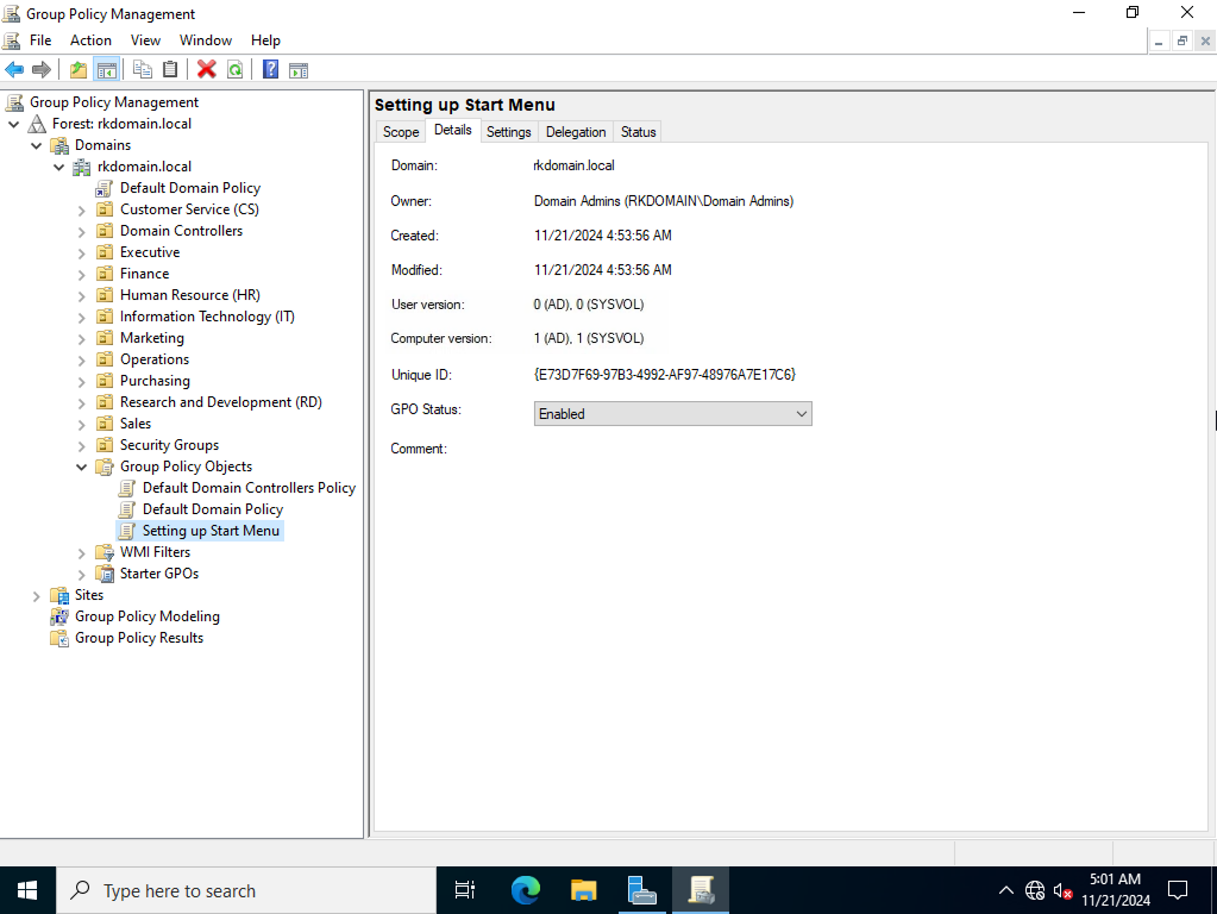 Group Policy Management
File Action View Window Help
Group Policy Management
Forest: rkdomain.local
Domains
rkdomain.local
Default Domain Policy
Customer Service (CS)
Domain Controllers
Executive
Finance
Human Resource (HR)
Information Technology (IT)
Marketing
Operations
Purchasing
Research and Development (RD)
Sales
Security Groups
Group Policy Objects
Default Domain Controllers Policy
Default Domain Policy
Setting up Start Menu
WMI Filters
Starter GPOs
Sites
Group Policy Modeling
Group Policy Results
Setting up Start Menu
Scope Details Settings Delegation Status
Domain: rkdomain.local
Owner: Domain Admins (RKDOMAIN\Domain Admins)
Created: 11/21/2024 4:53:56 AM
Modified: 11/21/2024 4:53:56 AM
User version: 0 (AD), 0 (SYSVOL)
Computer version: 1 (AD), 1 (SYSVOL)
Unique ID: {E73D7F69-97B3-4992-AF97-48976A7E17C6}
GPO Status: Enabled
Comment:
Type here to search
5:01 AM
11/21/2024